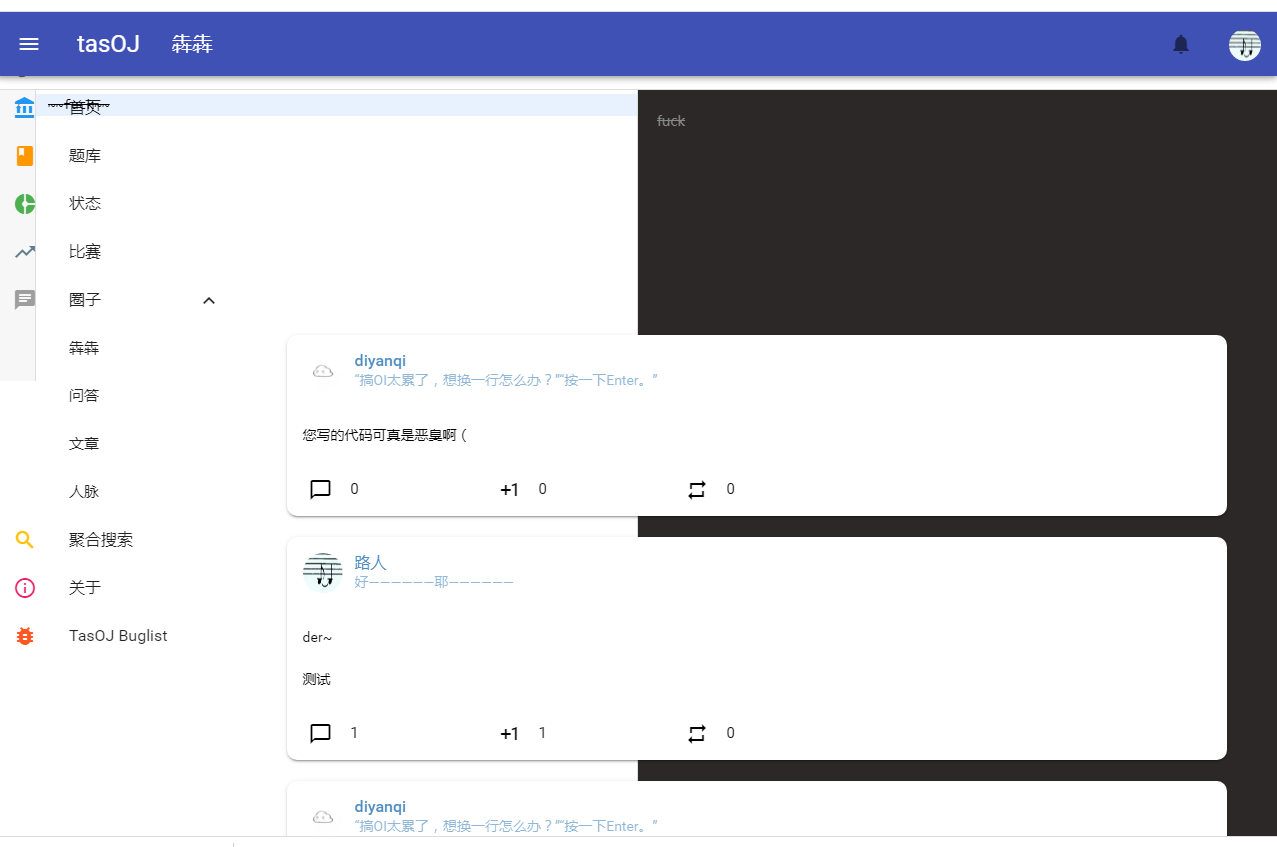 tasOJ 犇犇
~~fuck~~
首页
fuck
题库
状态
比赛
圈子
犇犇
问答
文章
人脉
聚合搜索
关于
TasOJ Buglist
diyanqi
“搞OI太累了，想换一行怎么办？”“按一下Enter。”
您写的代码可真是恶臭啊（
0 +1 0 0
路人
好——————耶——————
der~
测试
1 +1 1 0
diyanqi
“搞OI太累了，想换一行怎么办？”“按一下Enter。”